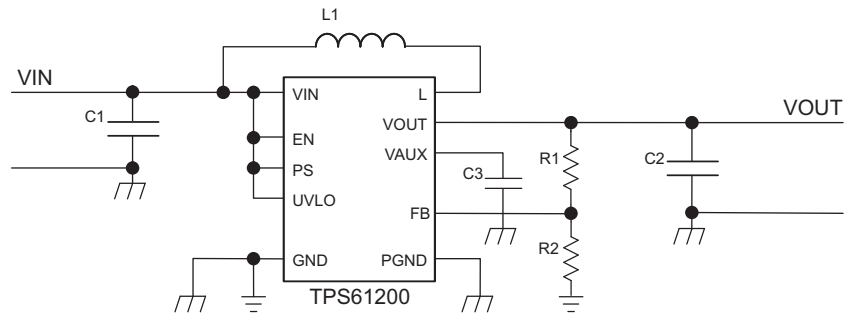 L1
VIN
C1
VIN
L
VOUT
VOUT
EN
VAUX
R1
C2
PS
C3
UVLO
FB
R2
GND
PGND
TPS61200